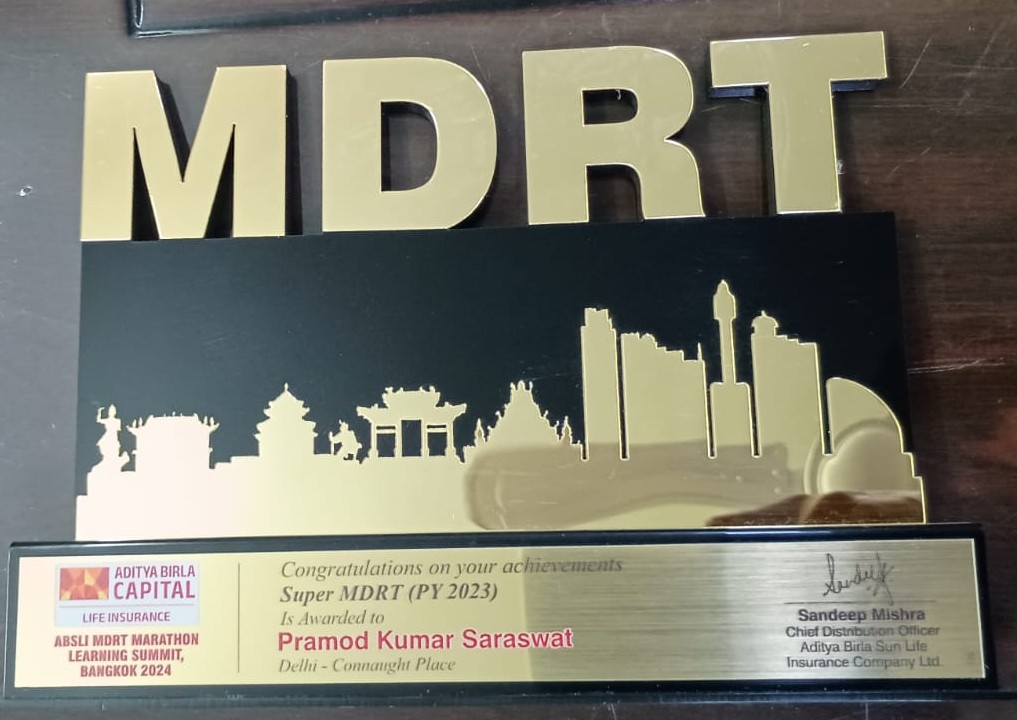 MDRT
ADITYA BIRLA
CAPITAL
LIFE INSURANCE
ABSLI MDRT MARATHON
LEARNING SUMMIT,
BANGKOK 2024
Congratulations on your achievements
Super MDRT (PY 2023)
Is Awarded to
Pramod Kumar Saraswat
Delhi - Connaught Place
Sandeep Mishra
Chief Distribution Officer
Aditya Birla Sun Life
Insurance Company Ltd.